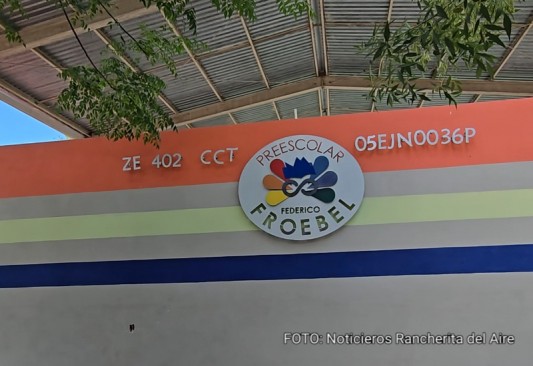 ZE 402 CCT 05EJN0036P
PREESCOLAR
FEDERICO
FROEBEL
FOTO: Noticieros Rancherita del Aire